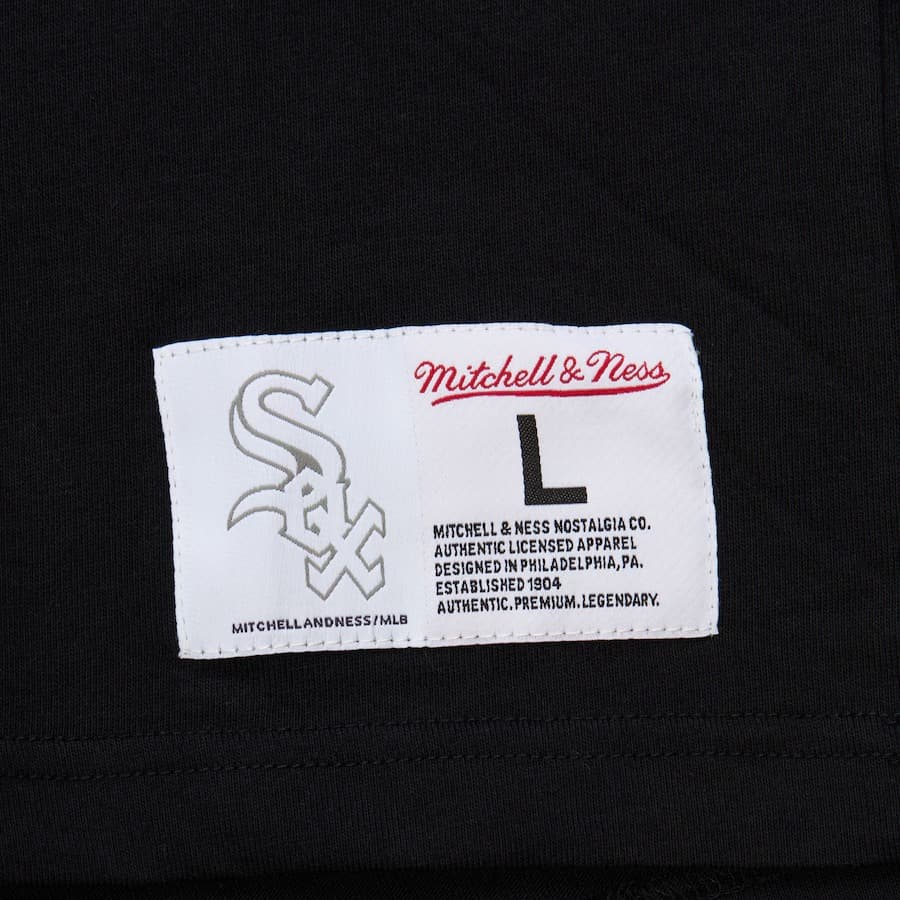 SOX
MITCHELLANDNESS/MLB
Mitchell & Ness
L
MITCHELL & NESS NOSTALGIA CO.
AUTHENTIC LICENSED APPAREL
DESIGNED IN PHILADELPHIA, PA.
ESTABLISHED 1904
AUTHENTIC. PREMIUM. LEGENDARY.